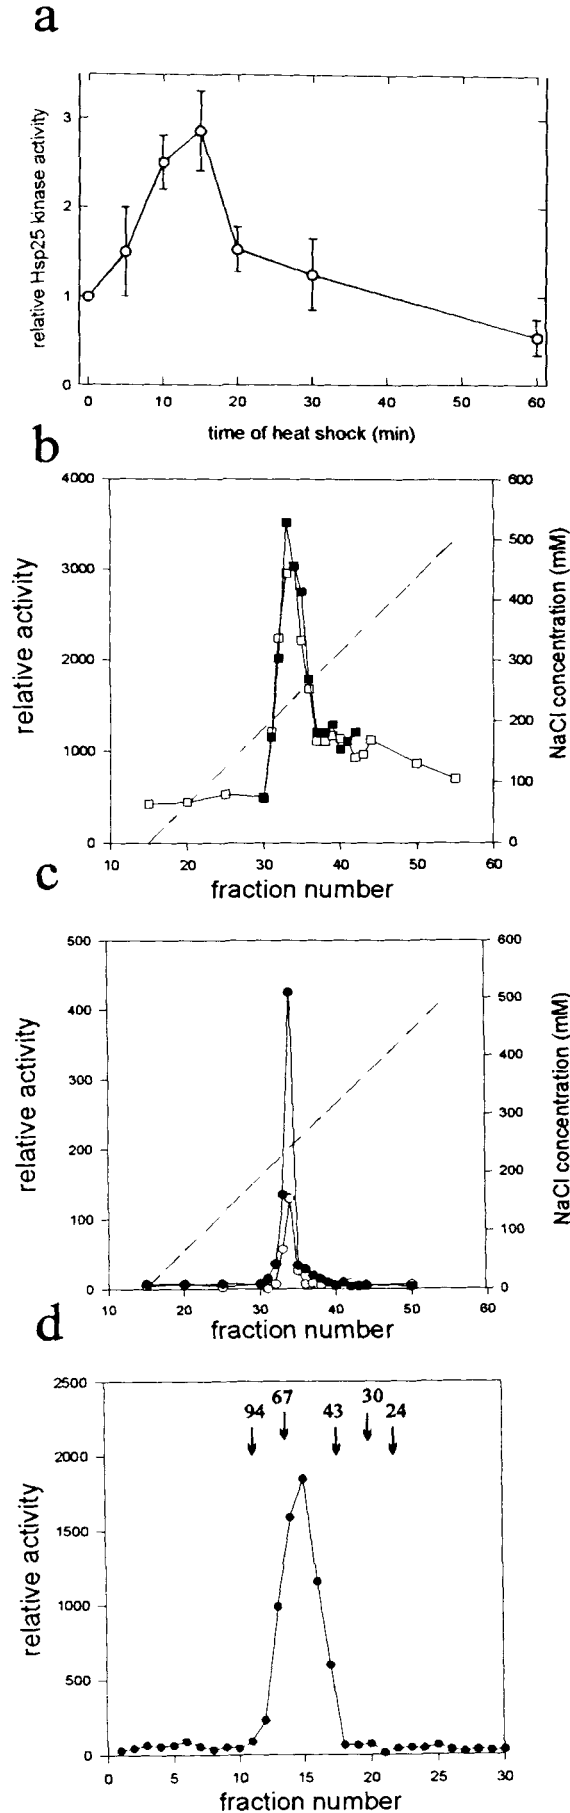 a
3
2
1
0
relative Hsp25 kinase activity
0 10 20 30 40 50 60
time of heat shock (min)
b
4000
3000
2000
1000
0
relative activity
600
500
400
300
200
100
0
NaCl concentration (mM)
10 20 30 40 50 60
fraction number
c
500
400
300
200
100
0
relative activity
600
500
400
300
200
100
0
NaCl concentration (mM)
10 20 30 40 50 60
fraction number
d
2500
2000
1500
1000
500
0
relative activity
94 67 43 30 24
0 5 10 15 20 25 30
fraction number